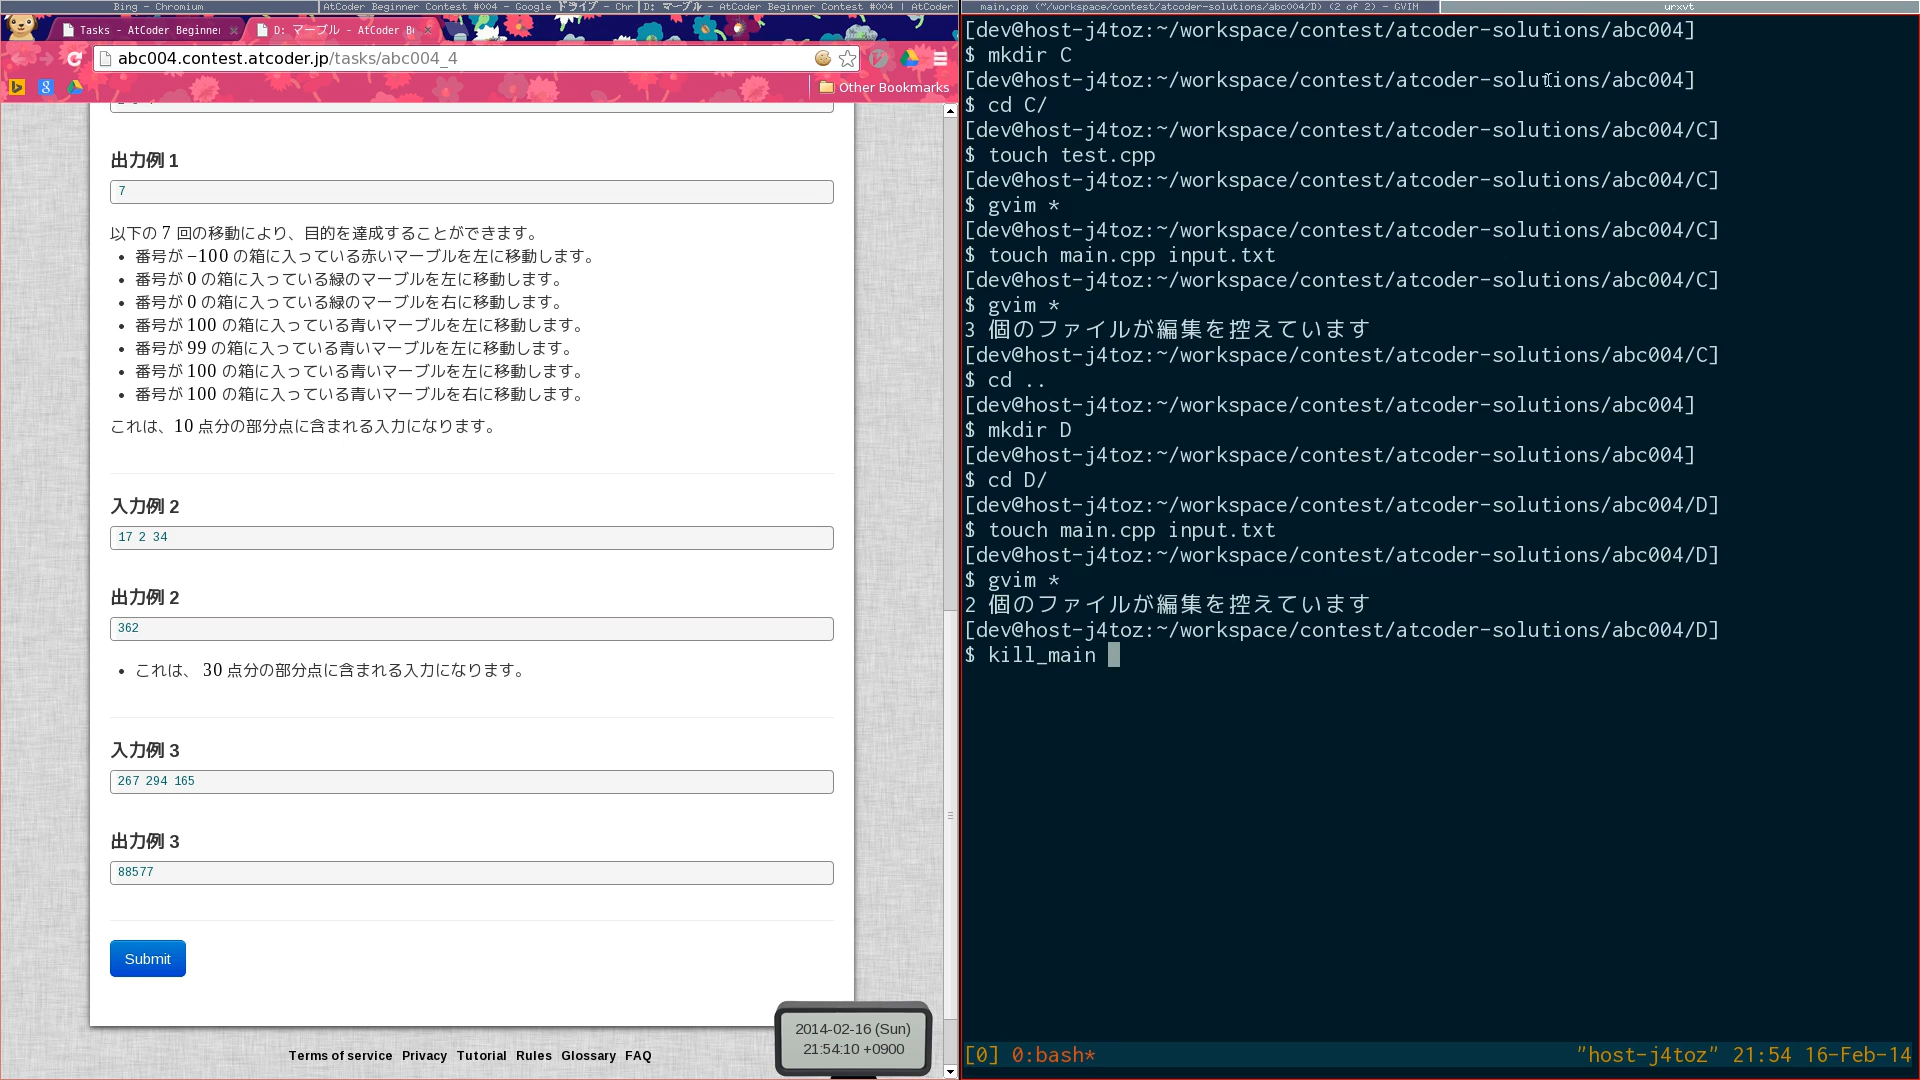 Bing - Chromium
AtCoder Beginner Contest #004 - Google ドライブ - Chr
D: マーブル - AtCoder Beginner Contest #004 | AtCoder
main.cpp (~/workspace/contest/atcoder-solutions/abc004/D) (2 of 2) - GVIM
urxvt
Tasks - AtCoder Beginne
D: マーブル - AtCoder B
abc004.contest.atcoder.jp/tasks/abc004_4
Other Bookmarks
出力例 1
7
以下の 7 回の移動により、目的を達成することができます。
• 番号が −100 の箱に入っている赤いマーブルを左に移動します。
• 番号が 0 の箱に入っている緑のマーブルを左に移動します。
• 番号が 0 の箱に入っている緑のマーブルを右に移動します。
• 番号が 100 の箱に入っている青いマーブルを左に移動します。
• 番号が 99 の箱に入っている青いマーブルを左に移動します。
• 番号が 100 の箱に入っている青いマーブルを左に移動します。
• 番号が 100 の箱に入っている青いマーブルを右に移動します。
これは、10 点分の部分点に含まれる入力になります。
入力例 2
17 2 34
出力例 2
362
• これは、 30 点分の部分点に含まれる入力になります。
入力例 3
267 294 165
出力例 3
88577
Submit
Terms of service Privacy Tutorial Rules Glossary FAQ
2014-02-16 (Sun)
21:54:10 +0900
[dev@host-j4toz:~/workspace/contest/atcoder-solutions/abc004]
$ mkdir C
[dev@host-j4toz:~/workspace/contest/atcoder-solutions/abc004]
$ cd C/
[dev@host-j4toz:~/workspace/contest/atcoder-solutions/abc004/C]
$ touch test.cpp
[dev@host-j4toz:~/workspace/contest/atcoder-solutions/abc004/C]
$ gvim *
[dev@host-j4toz:~/workspace/contest/atcoder-solutions/abc004/C]
$ touch main.cpp input.txt
[dev@host-j4toz:~/workspace/contest/atcoder-solutions/abc004/C]
$ gvim *
3 個のファイルが編集を控えています
[dev@host-j4toz:~/workspace/contest/atcoder-solutions/abc004/C]
$ cd ..
[dev@host-j4toz:~/workspace/contest/atcoder-solutions/abc004]
$ mkdir D
[dev@host-j4toz:~/workspace/contest/atcoder-solutions/abc004]
$ cd D/
[dev@host-j4toz:~/workspace/contest/atcoder-solutions/abc004/D]
$ touch main.cpp input.txt
[dev@host-j4toz:~/workspace/contest/atcoder-solutions/abc004/D]
$ gvim *
2 個のファイルが編集を控えています
[dev@host-j4toz:~/workspace/contest/atcoder-solutions/abc004/D]
$ kill_main
[0] 0:bash*
"host-j4toz" 21:54 16-Feb-14